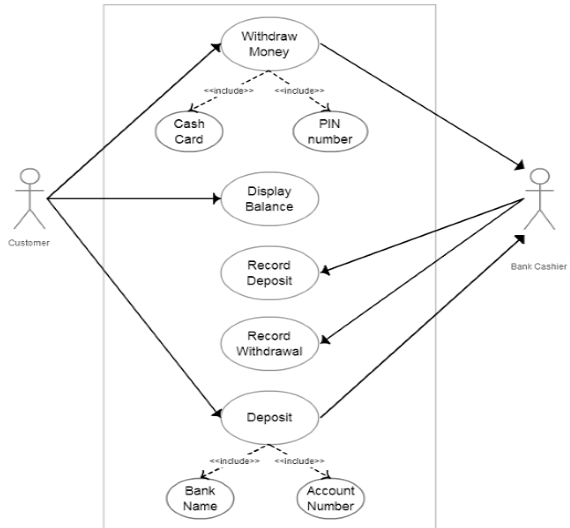 Withdraw
Money
<<include>>
<<include>>
Cash
Card
PIN
number
Customer
Display
Balance
Bank Cashier
Record
Deposit
Record
Withdrawal
Deposit
<<include>>
<<include>>
Bank
Name
Account
Number